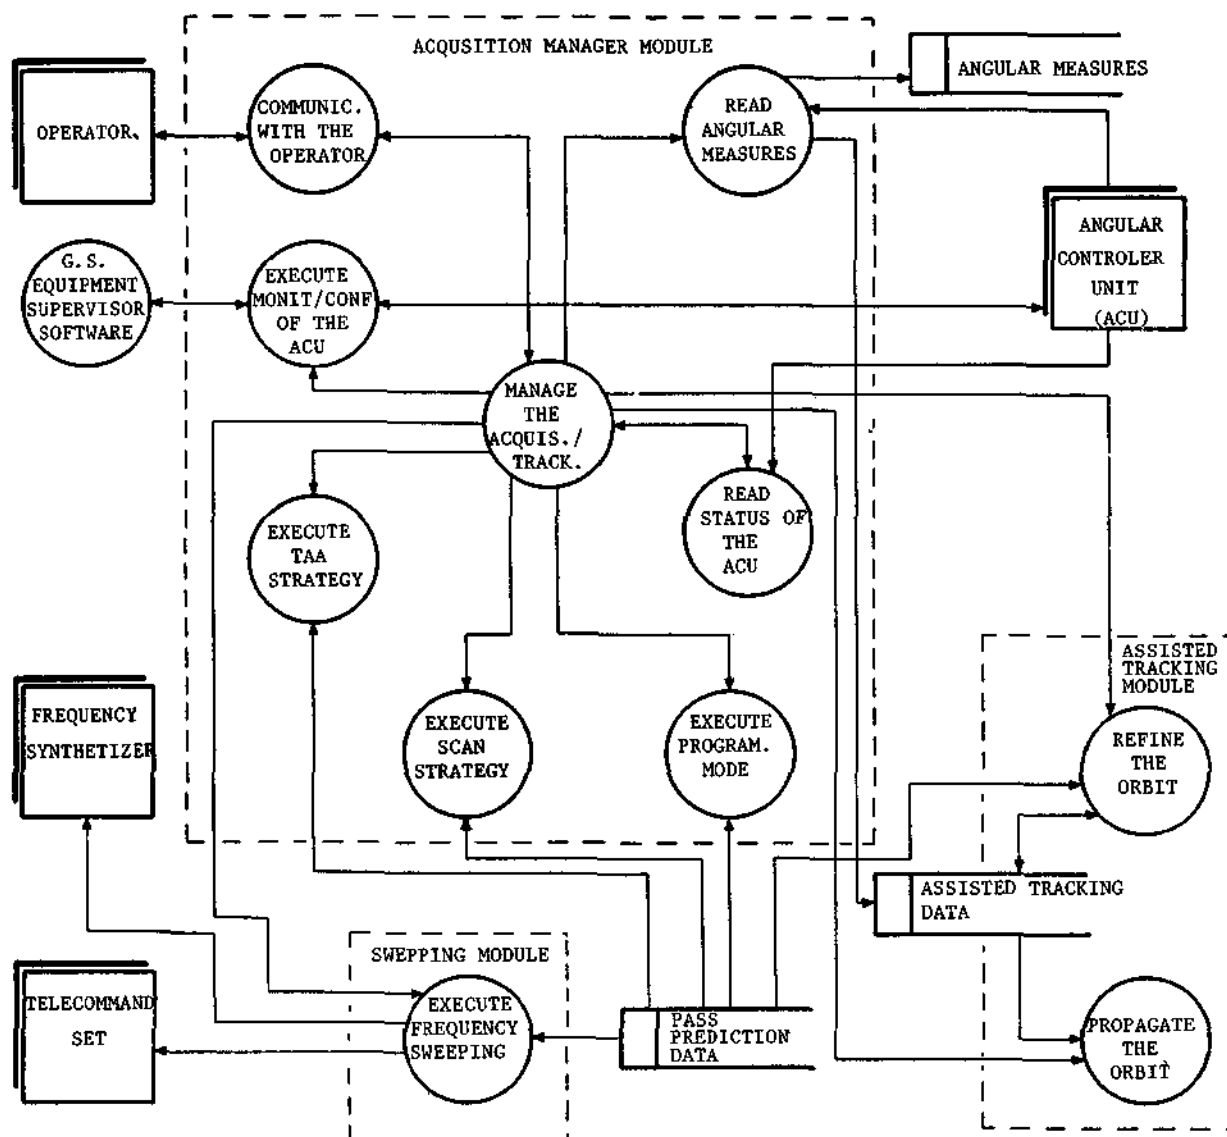 ACQUSITION MANAGER MODULE
ANGULAR MEASURES
OPERATOR.
COMMUNIC.
WITH THE
OPERATOR
READ
ANGULAR
MEASURES
G.S.
EQUIPMENT
SUPERVISOR
SOFTWARE
EXECUTE
MONIT/CONF
OF THE
ACU
ANGULAR
CONTROLER
UNIT
(ACU)
MANAGE
THE
ACQUIS./
TRACK.
EXECUTE
TAA
STRATEGY
READ
STATUS OF
THE
ACU
ASSISTED
TRACKING
MODULE
FREQUENCY
SYNTHETIZER
EXECUTE
SCAN
STRATEGY
EXECUTE
PROGRAM.
MODE
REFINE
THE
ORBIT
ASSISTED TRACKING
DATA
SWEPPING MODULE
TELECOMMAND
SET
EXECUTE
FREQUENCY
SWEEPING
PASS
PREDICTION
DATA
PROPAGATE
THE
ORBIT